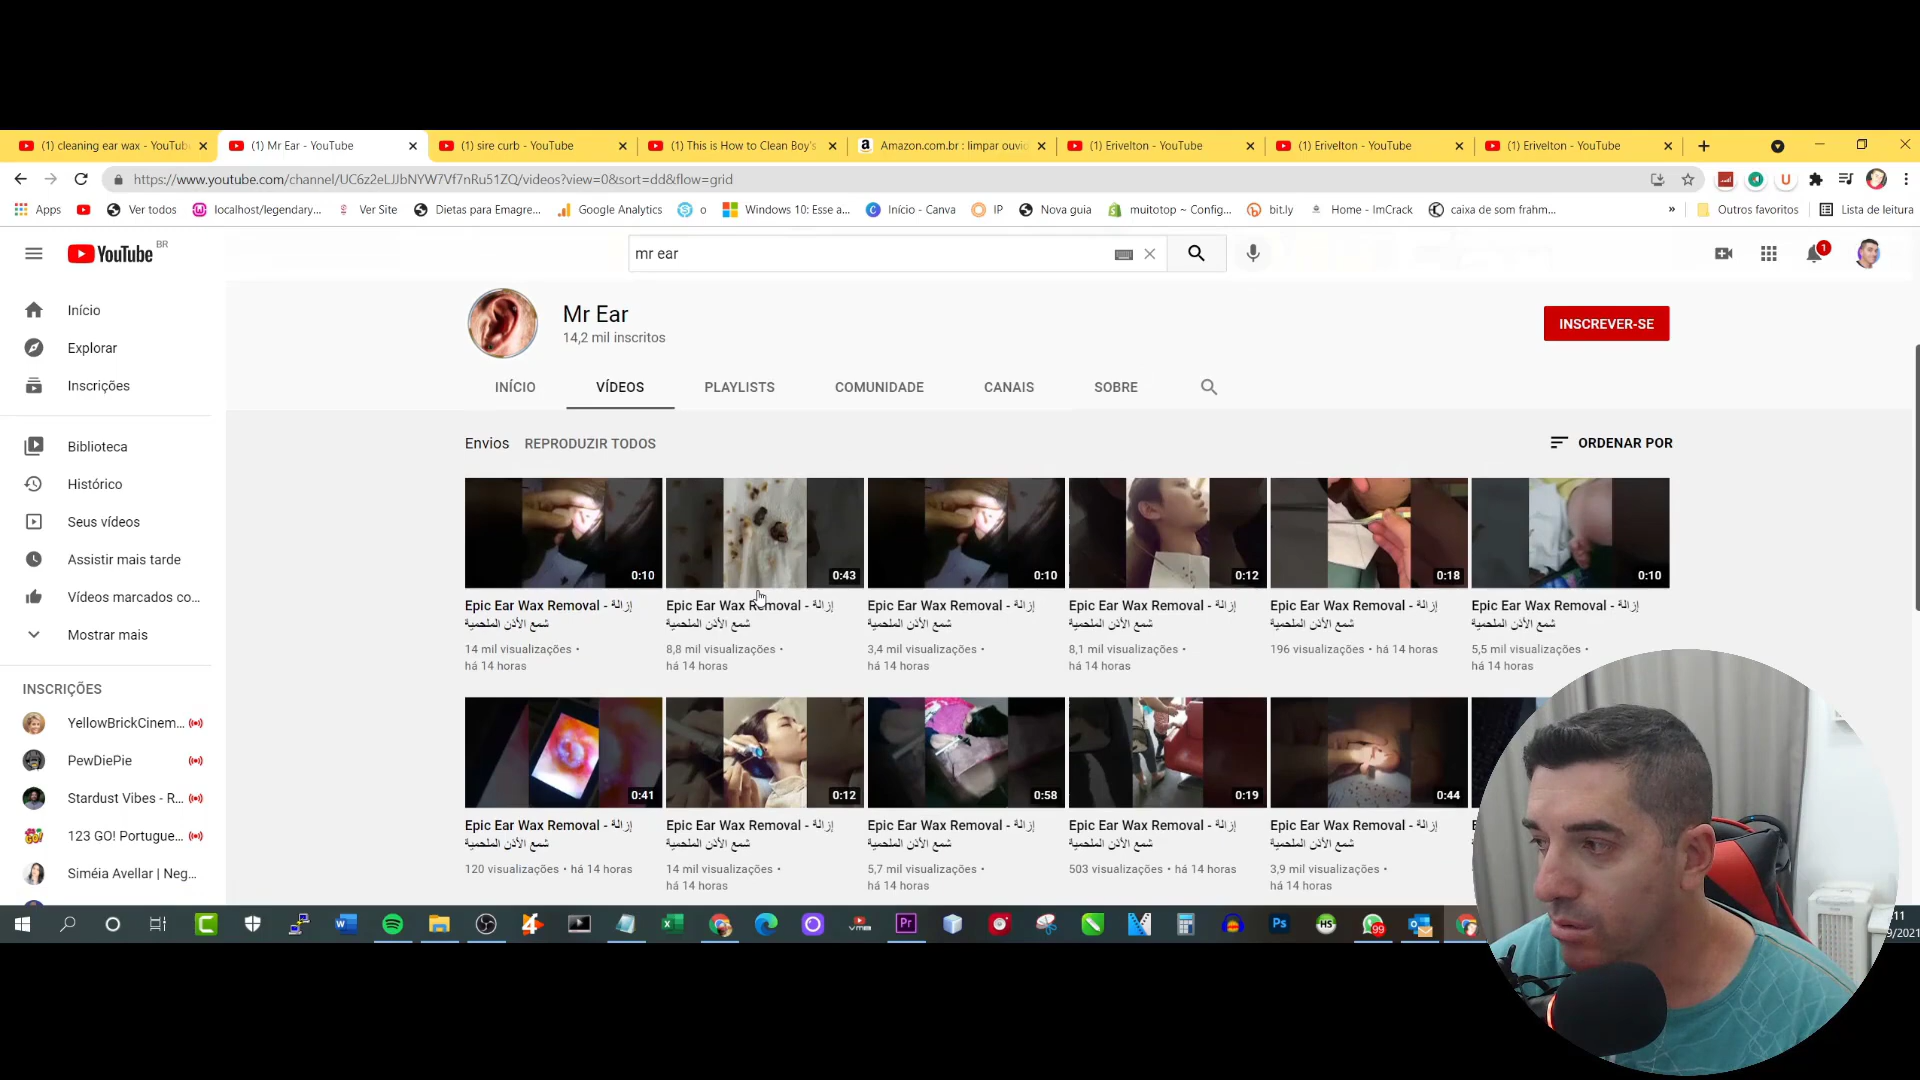 (1) cleaning ear wax - YouTube
(1) Mr Ear - YouTube
(1) sire curb - YouTube
(1) This is How to Clean Boy's
Amazon.com.br : limpar ouvido
(1) Erivelton - YouTube
(1) Erivelton - YouTube
(1) Erivelton - YouTube
https://www.youtube.com/channel/UC6z2eLJJbNYW7Vf7nRu51ZQ/videos?view=0&sort=dd&flow=grid
Apps
Ver todos
localhost/legendary...
Ver Site
Dietas para Emagre...
Google Analytics
o
Windows 10: Esse a...
Início - Canva
IP
Nova guia
muitotop ~ Config...
bit.ly
Home - ImCrack
caixa de som frahm...
»
Outros favoritos
Lista de leitura
YouTube BR
mr ear
1
Início
Explorar
Inscrições
Biblioteca
Histórico
Seus vídeos
Assistir mais tarde
Vídeos marcados co...
Mostrar mais
INSCRIÇÕES
YellowBrickCinem...
PewDiePie
Stardust Vibes - R...
123 GO! Portugue...
Siméia Avellar | Neg...
Mr Ear
14,2 mil inscritos
INSCREVER-SE
INÍCIO
VÍDEOS
PLAYLISTS
COMUNIDADE
CANAIS
SOBRE
Envios
REPRODUZIR TODOS
ORDENAR POR
0:10
0:43
0:10
0:12
0:18
0:10
Epic Ear Wax Removal - إزالة
شمع الأذن الملحمية
14 mil visualizações •
há 14 horas
Epic Ear Wax Removal - إزالة
شمع الأذن الملحمية
8,8 mil visualizações •
há 14 horas
Epic Ear Wax Removal - إزالة
شمع الأذن الملحمية
3,4 mil visualizações •
há 14 horas
Epic Ear Wax Removal - إزالة
شمع الأذن الملحمية
8,1 mil visualizações •
há 14 horas
Epic Ear Wax Removal - إزالة
شمع الأذن الملحمية
196 visualizações • há 14 horas
Epic Ear Wax Removal - إزالة
شمع الأذن الملحمية
5,5 mil visualizações •
há 14 horas
0:41
0:12
0:58
0:19
0:44
Epic Ear Wax Removal - إزالة
شمع الأذن الملحمية
120 visualizações • há 14 horas
Epic Ear Wax Removal - إزالة
شمع الأذن الملحمية
14 mil visualizações •
há 14 horas
Epic Ear Wax Removal - إزالة
شمع الأذن الملحمية
5,7 mil visualizações •
há 14 horas
Epic Ear Wax Removal - إزالة
شمع الأذن الملحمية
503 visualizações • há 14 horas
Epic Ear Wax Removal - إزالة
شمع الأذن الملحمية
3,9 mil visualizações •
há 14 horas
Pr
Ps
HS
99
:11
9/2021